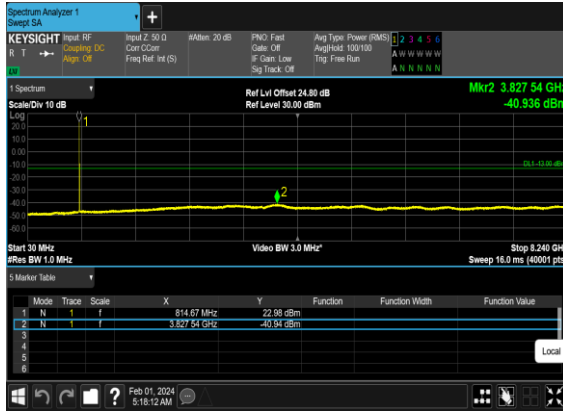 Spectrum Analyzer 1
Swept SA
+
KEYSIGHT Input: RF Input Z: 50 Ω #Atten: 20 dB PNO: Fast Avg Type: Power (RMS) 1 2 3 4 5 6
R T Coupling: DC Corr CCorr Gate: Off Avg|Hold: 100/100 A W W W W W
Align: Off Freq Ref: Int (S) IF Gain: Low Trig: Free Run
LU Sig Track: Off A N N N N N
1 Spectrum Ref Lvl Offset 24.80 dB Mkr2 3.827 54 GHz
Scale/Div 10 dB Ref Level 30.00 dBm -40.936 dBm
Log
20.0
10.0
0.00
-10.0
-20.0
-30.0
-40.0
-50.0
-60.0
1
DL1 -13.00 dBm
2
Start 30 MHz Video BW 3.0 MHz* Stop 8.240 GHz
#Res BW 1.0 MHz Sweep 16.0 ms (40001 pts)
5 Marker Table
Mode Trace Scale X Y Function Function Width Function Value
1 N 1 f 814.67 MHz 22.98 dBm
2 N 1 f 3.827 54 GHz -40.94 dBm
3
4
5
6
Local
? Feb 01, 2024
5:18:12 AM